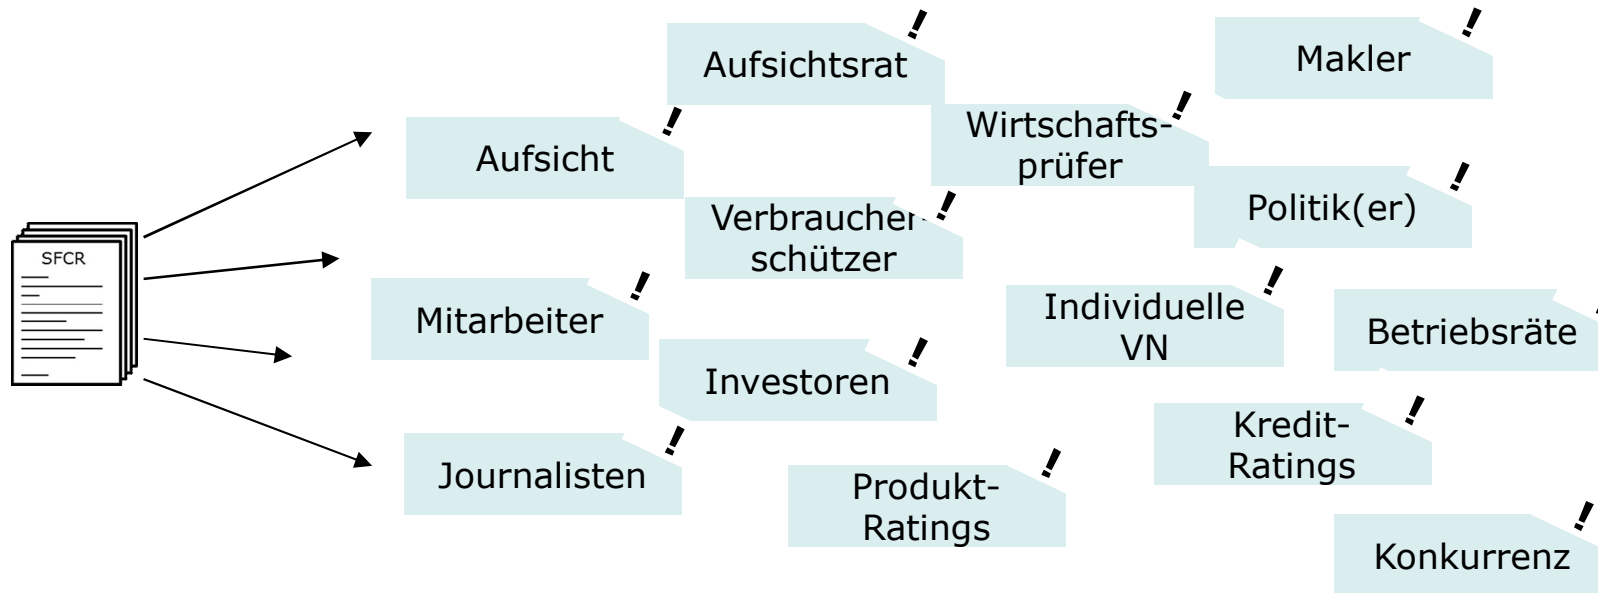 SFCR
Aufsichtsrat
!
Makler
!
Aufsicht
!
Wirtschafts-
prüfer
!
Verbraucher-
schützer
!
Politik(er)
!
Mitarbeiter
!
Individuelle
VN
!
Betriebsräte
!
Investoren
!
Journalisten
!
Produkt-
Ratings
!
Kredit-
Ratings
!
Konkurrenz
!